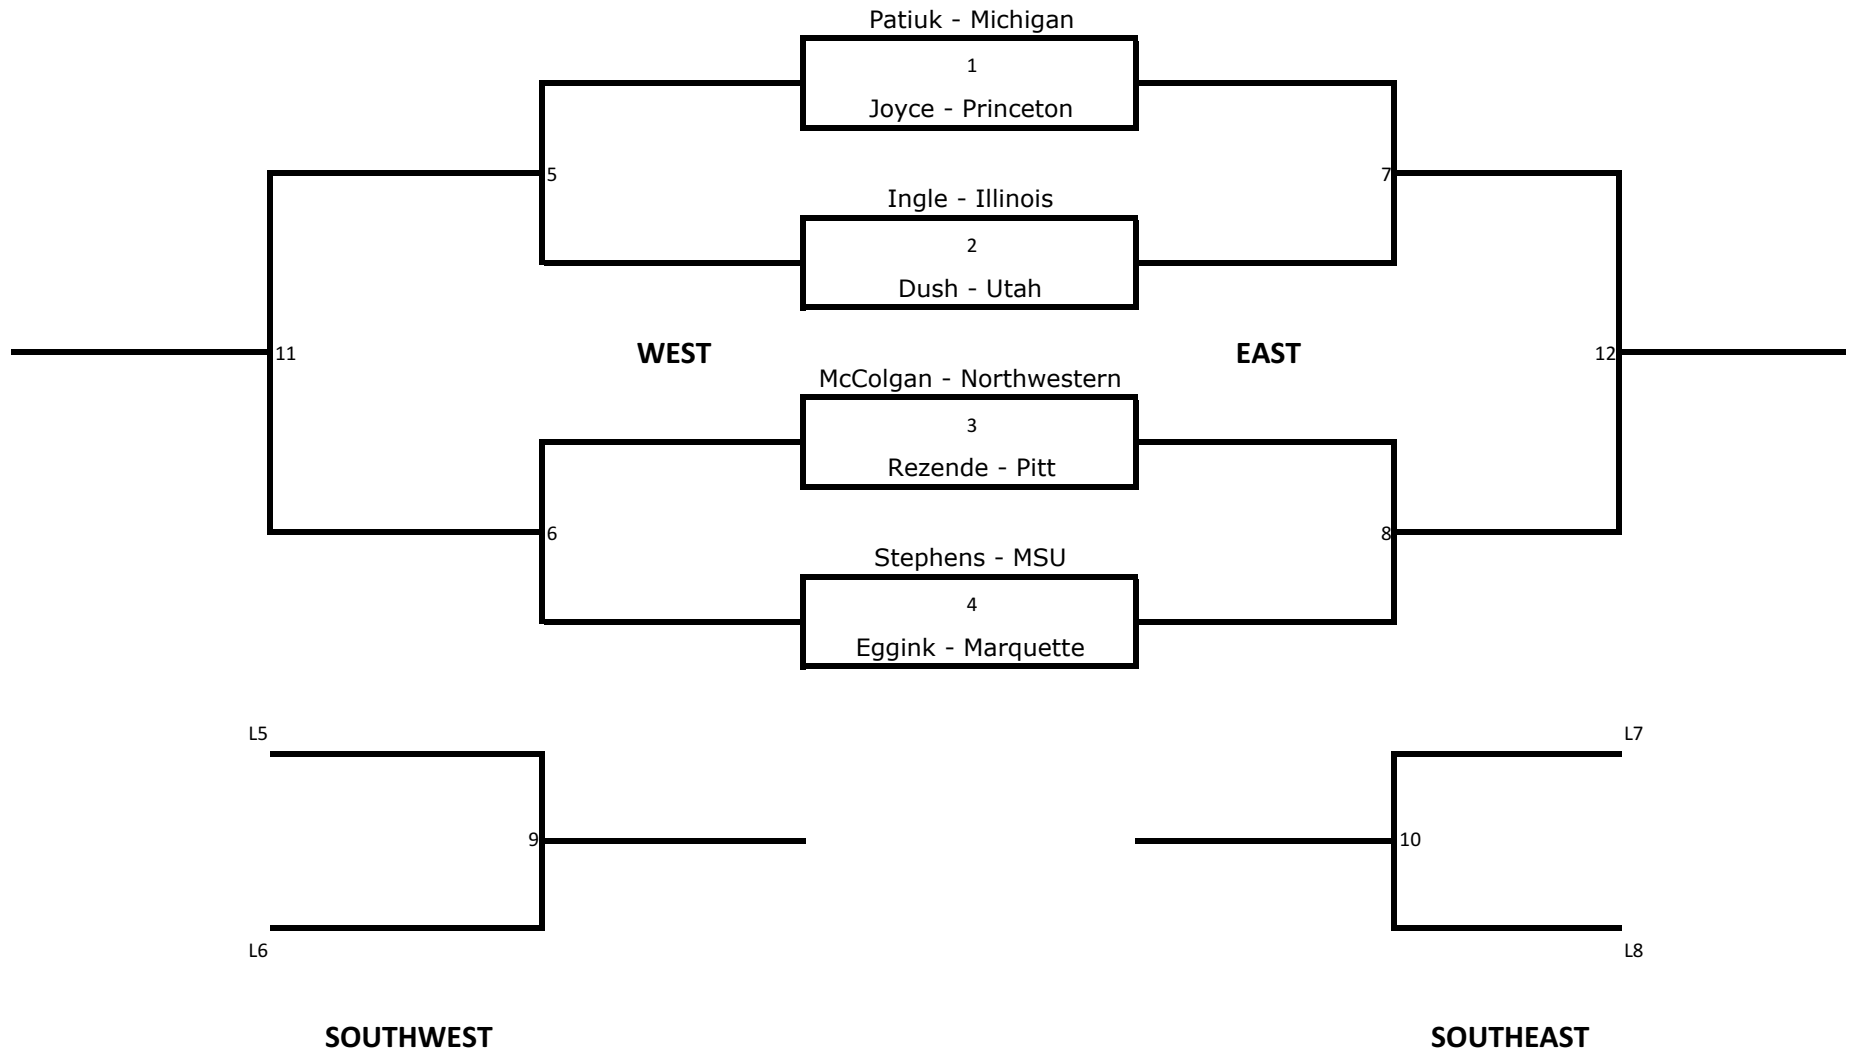 Patiuk - Michigan
1
Joyce - Princeton
5
7
Ingle - Illinois
2
Dush - Utah
11
WEST
EAST
12
McColgan - Northwestern
3
Rezende - Pitt
6
8
Stephens - MSU
4
Eggink - Marquette
L5
L7
9
10
L6
L8
SOUTHWEST
SOUTHEAST